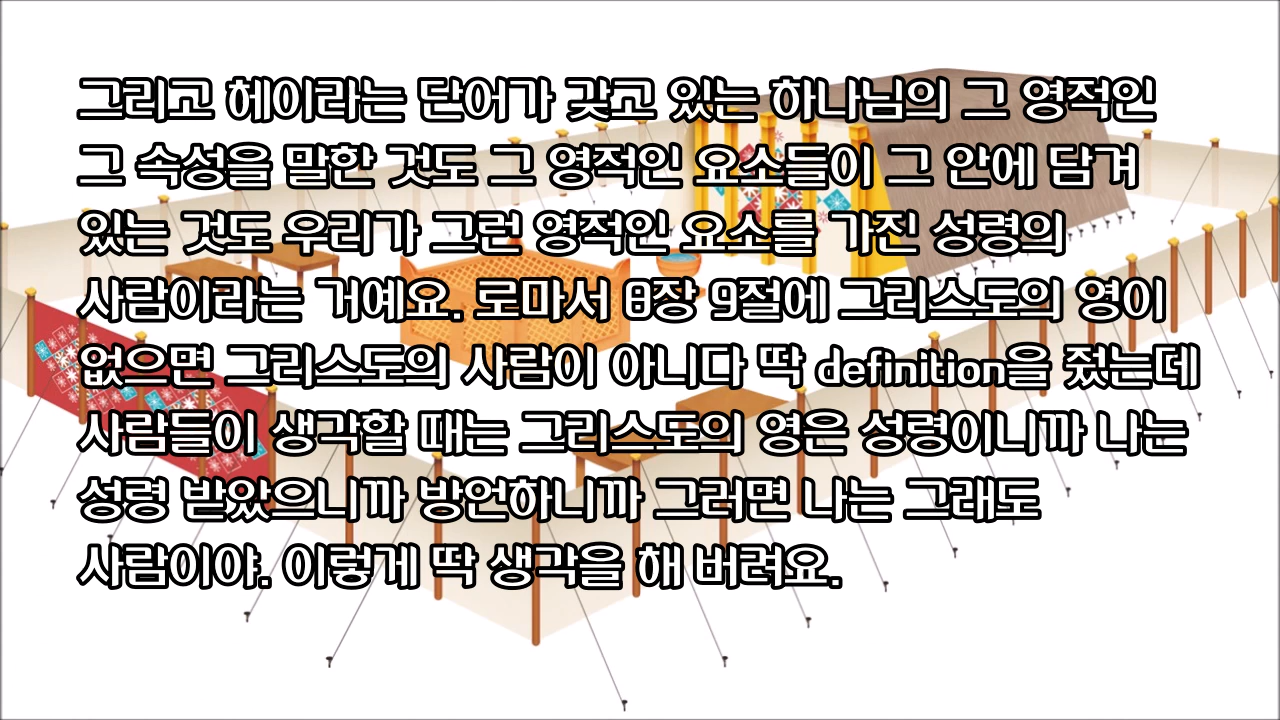 그리고 헤이라는 단어가 갖고 있는 하나님의 그 영적인
그 속성을 말한 것도 그 영적인 요소들이 그 안에 담겨
있는 것도 우리가 그런 영적인 요소를 가진 성령의
사람이라는 거예요. 로마서 8장 9절에 그리스도의 영이
없으면 그리스도의 사람이 아니다 딱 definition을 줬는데
사람들이 생각할 때는 그리스도의 영은 성령이니까 나는
성령 받았으니까 방언하니까 그러면 나는 그래도
사람이야. 이렇게 딱 생각을 해 버려요.